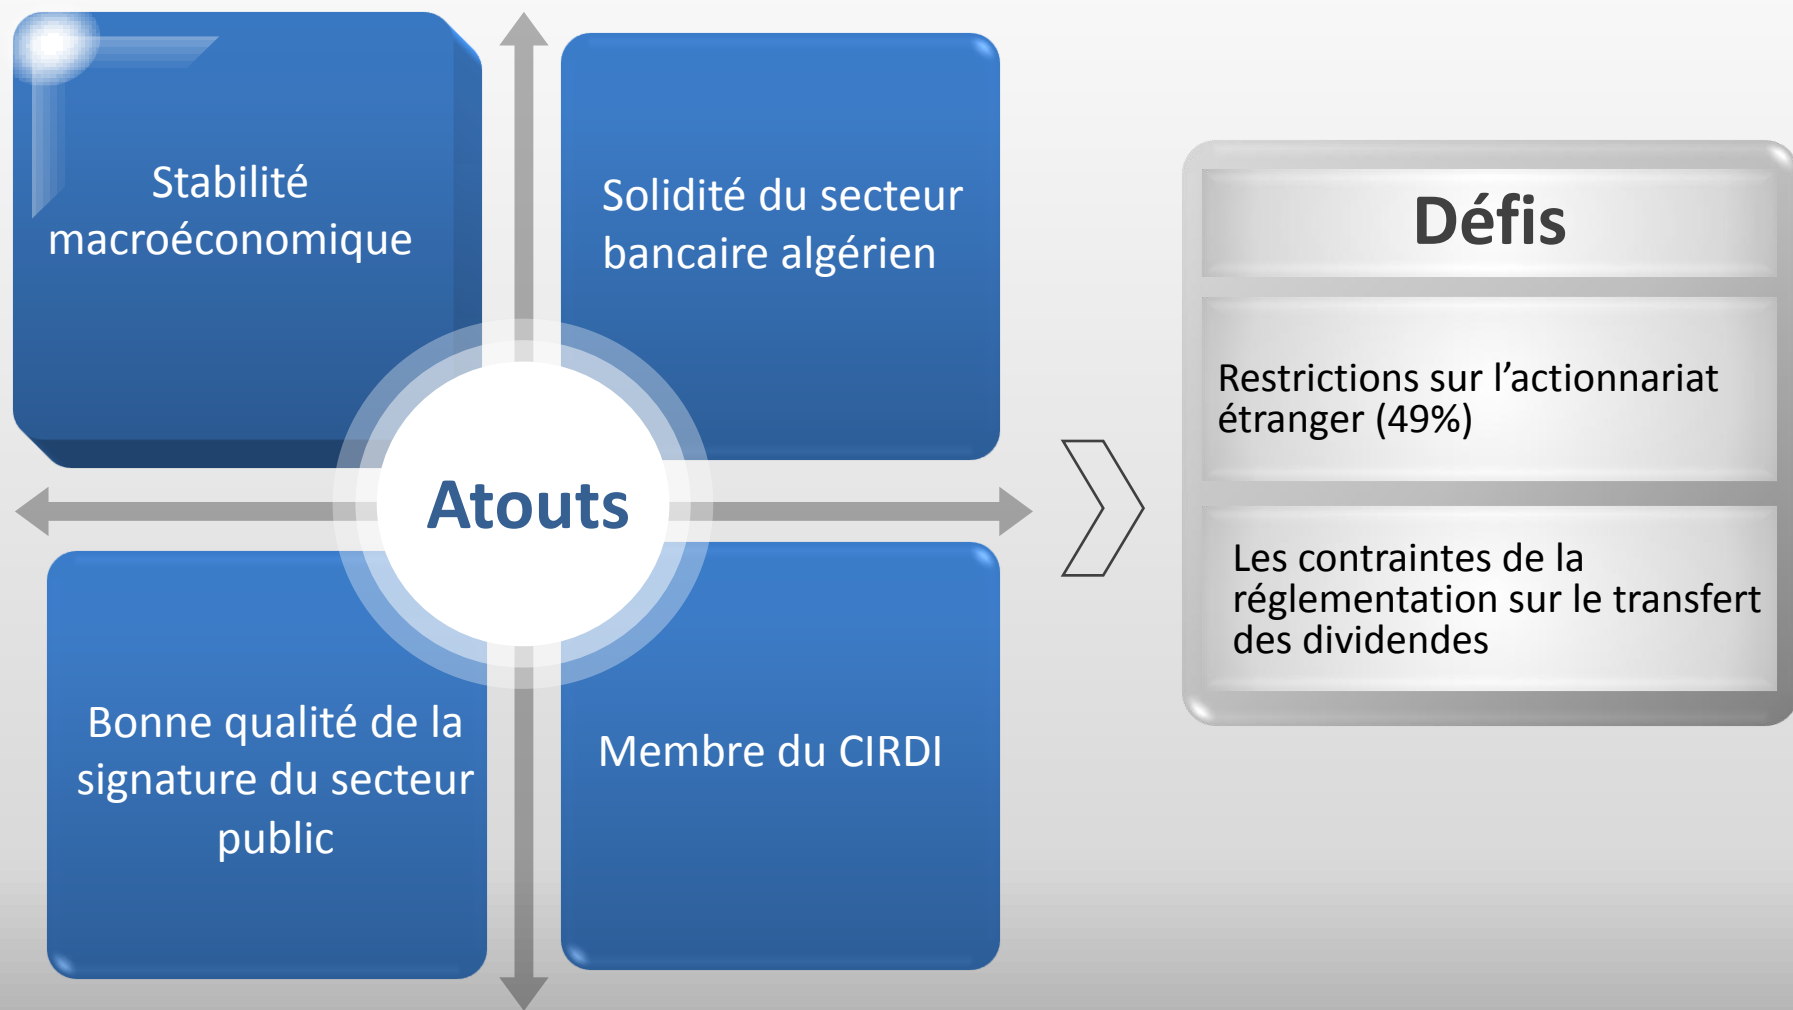 Stabilité
macroéconomique
Solidité du secteur
bancaire algérien
Atouts
Bonne qualité de la
signature du secteur
public
Membre du CIRDI
Défis
Restrictions sur l’actionnariat
étranger (49%)
Les contraintes de la
réglementation sur le transfert
des dividendes